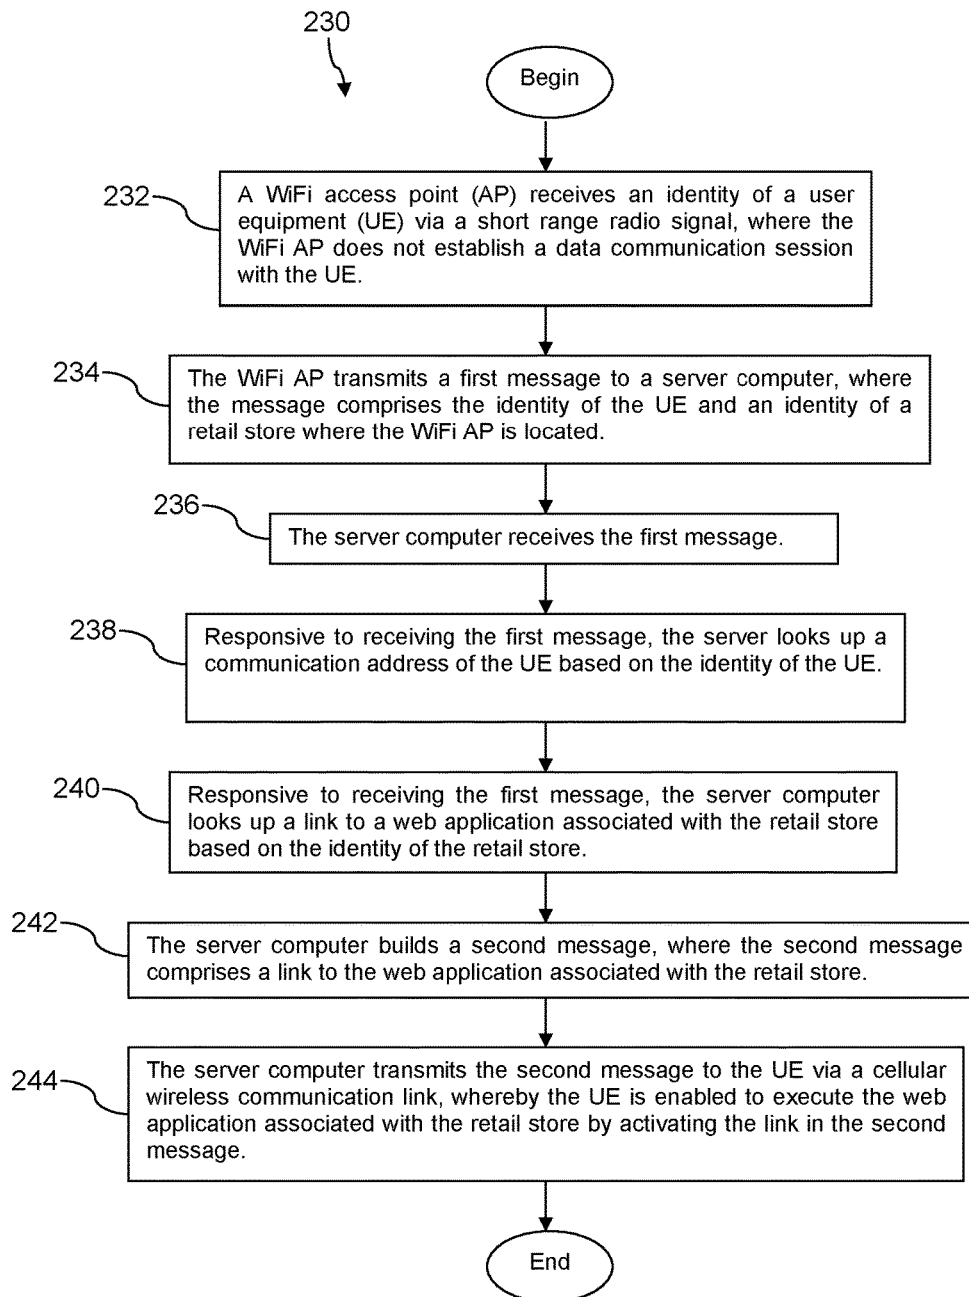 230
Begin
232
A WiFi access point (AP) receives an identity of a user
equipment (UE) via a short range radio signal, where the
WiFi AP does not establish a data communication session
with the UE.
234
The WiFi AP transmits a first message to a server computer, where
the message comprises the identity of the UE and an identity of a
retail store where the WiFi AP is located.
236
The server computer receives the first message.
238
Responsive to receiving the first message, the server looks up a
communication address of the UE based on the identity of the UE.
240
Responsive to receiving the first message, the server computer
looks up a link to a web application associated with the retail store
based on the identity of the retail store.
242
The server computer builds a second message, where the second message
comprises a link to the web application associated with the retail store.
244
The server computer transmits the second message to the UE via a cellular
wireless communication link, whereby the UE is enabled to execute the web
application associated with the retail store by activating the link in the second
message.
End